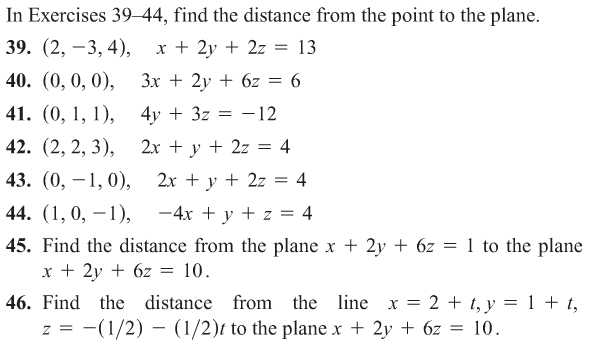 In Exercises 39–44, find the distance from the point to the plane.
39. (2, −3, 4), x + 2y + 2z = 13
40. (0, 0, 0), 3x + 2y + 6z = 6
41. (0, 1, 1), 4y + 3z = −12
42. (2, 2, 3), 2x + y + 2z = 4
43. (0, −1, 0), 2x + y + 2z = 4
44. (1, 0, −1), −4x + y + z = 4
45. Find the distance from the plane x + 2y + 6z = 1 to the plane
x + 2y + 6z = 10.
46. Find the distance from the line x = 2 + t, y = 1 + t,
z = −(1/2) − (1/2)t to the plane x + 2y + 6z = 10.